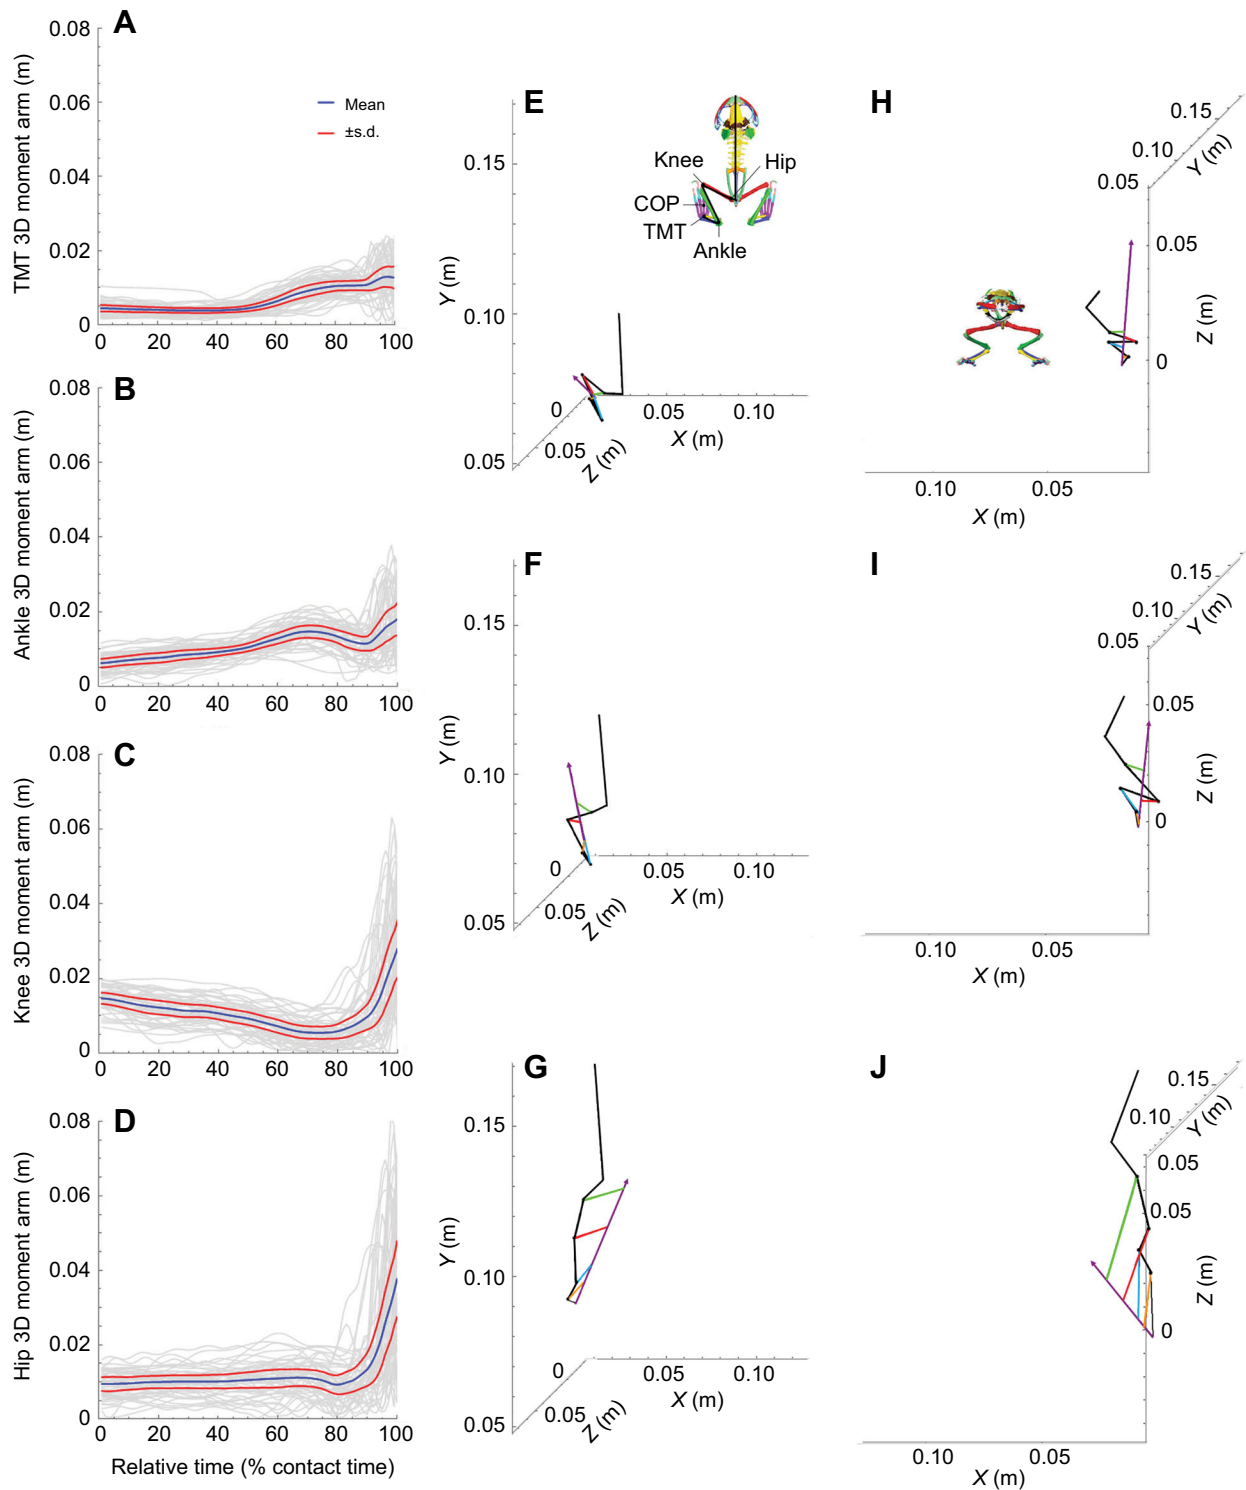 A
TMT 3D moment arm (m)
0.08
0.06
0.04
0.02
0
Mean
±s.d.
0 20 40 60 80 100
B
Ankle 3D moment arm (m)
0.08
0.06
0.04
0.02
0
0 20 40 60 80 100
C
Knee 3D moment arm (m)
0.08
0.06
0.04
0.02
0
0 20 40 60 80 100
D
Hip 3D moment arm (m)
0.08
0.06
0.04
0.02
0
0 20 40 60 80 100
Relative time (% contact time)
E
Knee
Hip
COP
TMT
Ankle
Y (m)
0.15
0.10
0.05
0
0.05
Z (m)
0.05 0.10
X (m)
F
Y (m)
0.15
0.10
0.05
0
0.05
Z (m)
0.05 0.10
X (m)
G
Y (m)
0.15
0.10
0.05
0
0.05
Z (m)
0.05 0.10
X (m)
H
0.15
0.10
0.05
Y (m)
0.05
0
Z (m)
0.10 0.05
X (m)
I
0.15
0.10
0.05
Y (m)
0.05
0
Z (m)
0.10 0.05
X (m)
J
0.15
0.10
0.05
Y (m)
0.05
0
Z (m)
0.10 0.05
X (m)